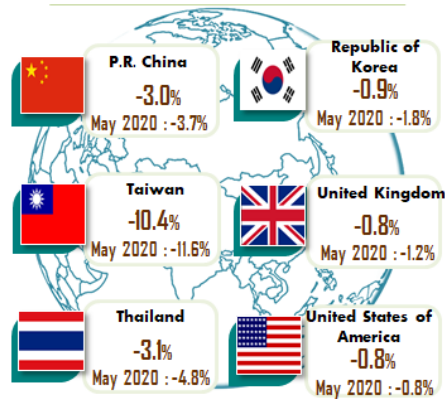 P.R. China
-3.0%
May 2020 : -3.7%
Republic of
Korea
-0.9%
May 2020 : -1.8%
Taiwan
-10.4%
May 2020 : -11.6%
United Kingdom
-0.8%
May 2020 : -1.2%
Thailand
-3.1%
May 2020 : -4.8%
United States of
America
-0.8%
May 2020 : -0.8%